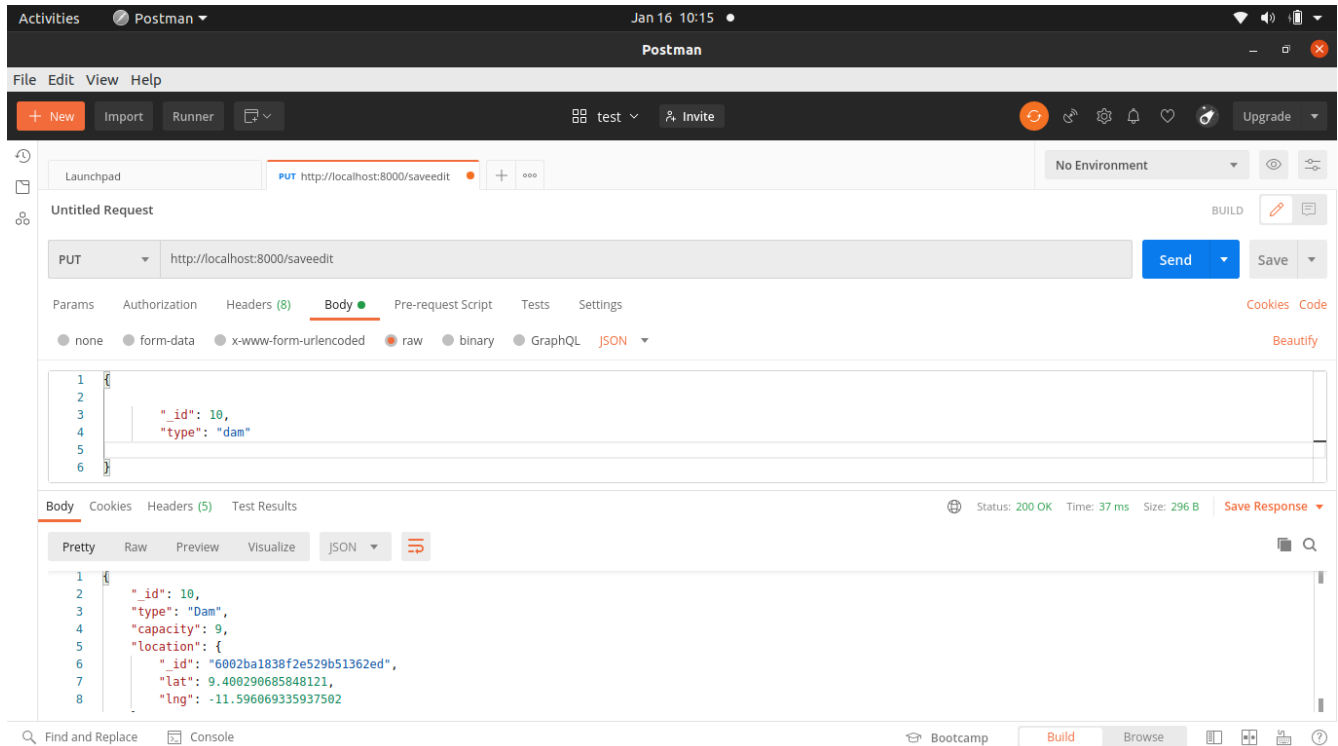 Activities Postman Jan 16 10:15
Postman
File Edit View Help
New Import Runner test Invite Upgrade
Launchpad PUT http://localhost:8000/saveedit No Environment
Untitled Request BUILD
PUT http://localhost:8000/saveedit Send Save
Params Authorization Headers (8) Body Pre-request Script Tests Settings Cookies Code
none form-data x-www-form-urlencoded raw binary GraphQL JSON Beautify
1 {
2
3 "_id": 10,
4 "type": "dam"
5
6 }
Body Cookies Headers (5) Test Results Status: 200 OK Time: 37 ms Size: 296 B Save Response
Pretty Raw Preview Visualize JSON
1 {
2 "_id": 10,
3 "type": "Dam",
4 "capacity": 9,
5 "location": {
6 "_id": "6002ba1838f2e529b51362ed",
7 "lat": 9.400290685848121,
8 "lng": -11.596069335937502
Find and Replace Console Bootcamp Build Browse